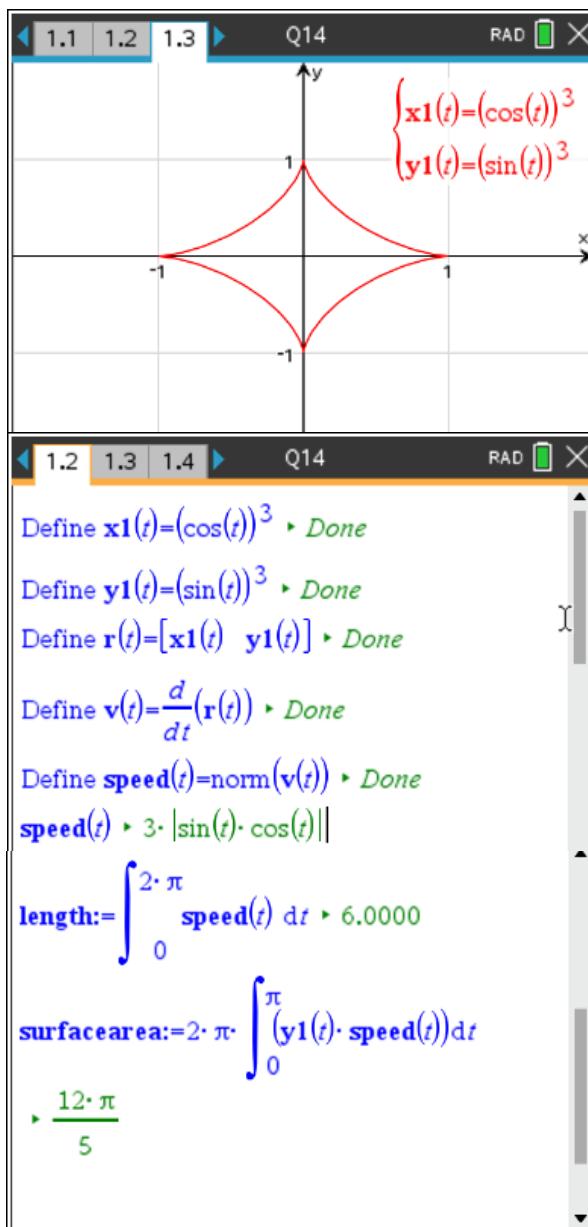 1.1 1.2 1.3 Q14 RAD
y
x1(t)=(cos(t))^3
y1(t)=(sin(t))^3
1
x
-1 1
-1
1.2 1.3 1.4 Q14 RAD
Define x1(t)=(cos(t))^3 ▸ Done
Define y1(t)=(sin(t))^3 ▸ Done
Define r(t)=[x1(t) y1(t)] ▸ Done
Define v(t)=d/dt(r(t)) ▸ Done
Define speed(t)=norm(v(t)) ▸ Done
speed(t) ▸ 3·|sin(t)·cos(t)|
length:=∫_0^{2·π} speed(t) dt ▸ 6.0000
surfacearea:=2·π·∫_0^π (y1(t)·speed(t))dt
▸ 12·π/5